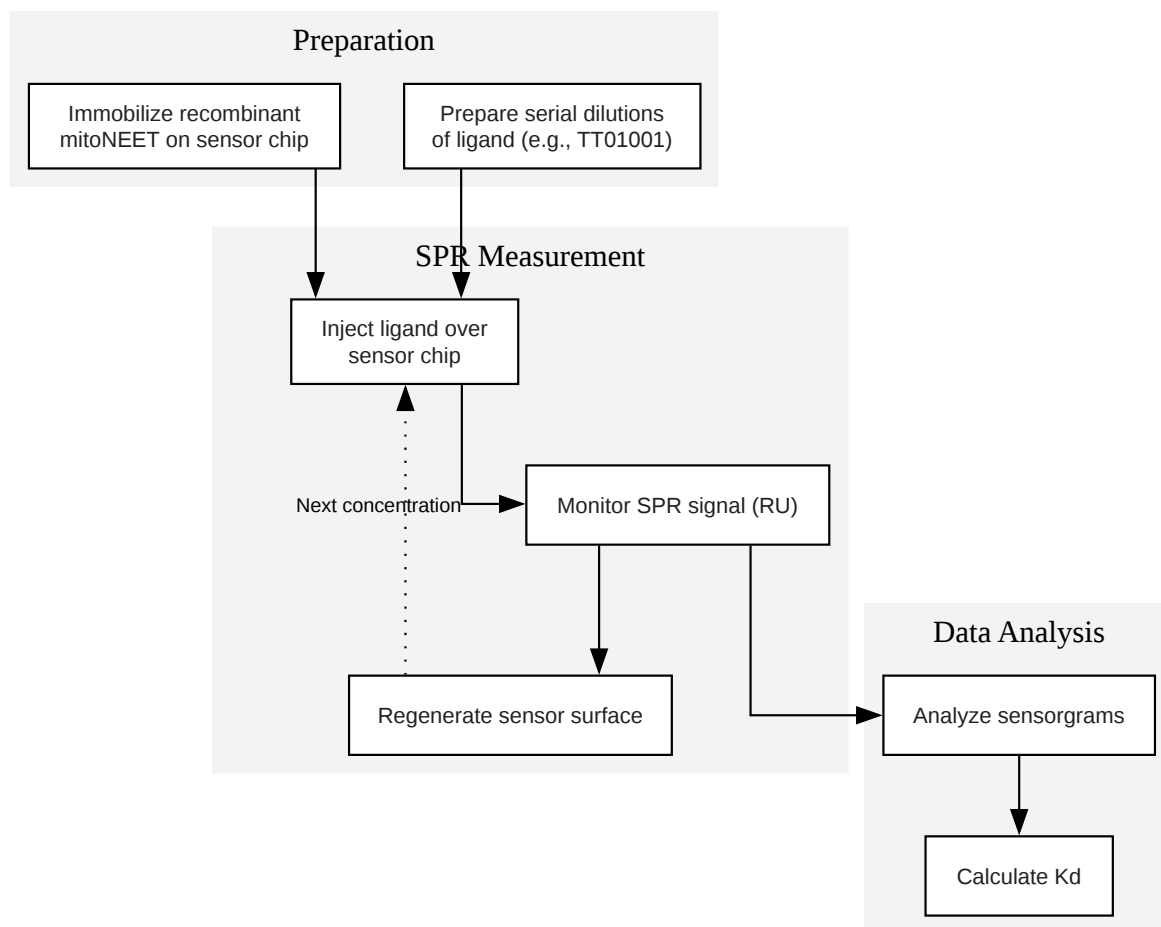 Preparation
Immobilize recombinant
mitoNEET on sensor chip
Prepare serial dilutions
of ligand (e.g., TT01001)
SPR Measurement
Inject ligand over
sensor chip
Next concentration
Monitor SPR signal (RU)
Regenerate sensor surface
Data Analysis
Analyze sensorgrams
Calculate Kd